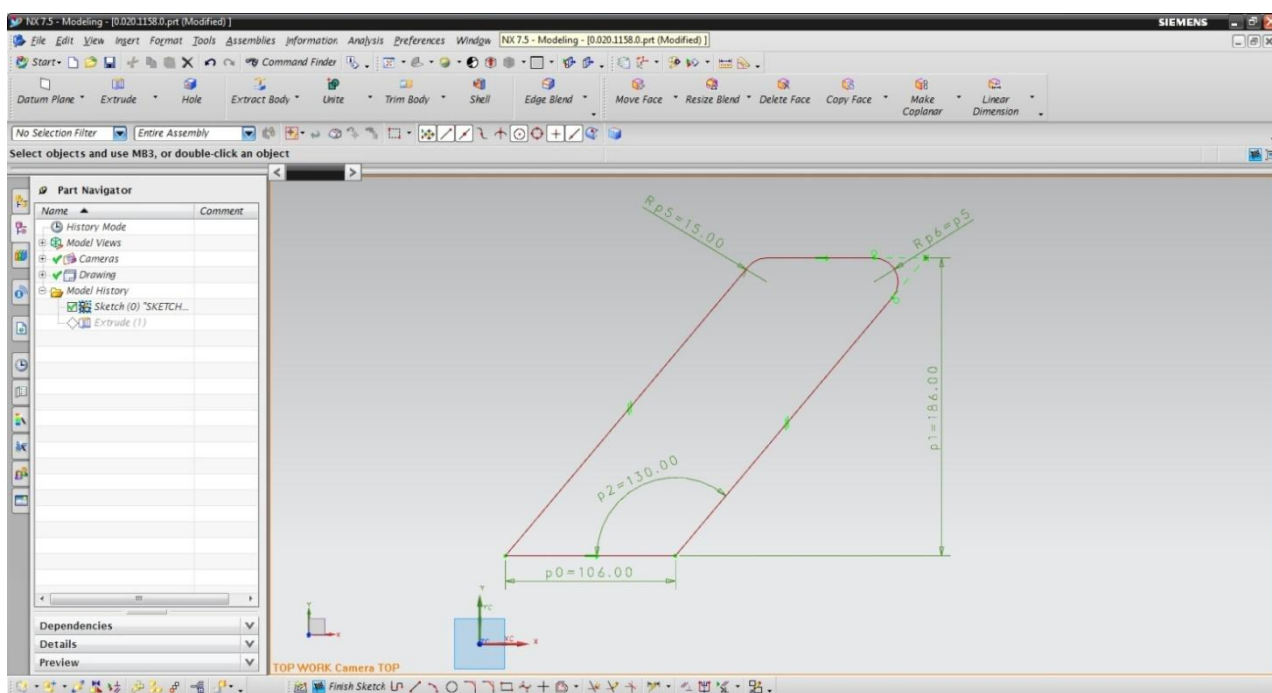 NX 7.5 - Modeling - [0.020.1158.0.prt (Modified) ]
SIEMENS
File Edit View Insert Format Tools Assemblies Information Analysis Preferences Window NX 7.5 - Modeling - [0.020.1158.0.prt (Modified) ]
Start Command Finder
Datum Plane Extrude Hole Extract Body Unite Trim Body Shell Edge Blend Move Face Resize Blend Delete Face Copy Face Make Coplanar Linear Dimension
No Selection Filter Entire Assembly
Select objects and use MB3, or double-click an object
Part Navigator
Name Comment
History Mode
Model Views
Cameras
Drawing
Model History
Sketch (0) "SKETCH...
Extrude (1)
Dependencies
Details
Preview
Rp5=15.00
Rp6=p5
p1=186.00
p2=130.00
p0=106.00
Y
YC
ZC XC X
Y
X
TOP WORK Camera TOP
Finish Sketch